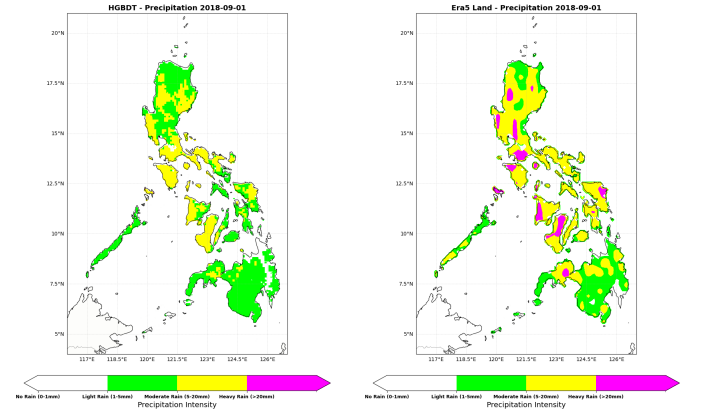 HGBDT - Precipitation 2018-09-01
20°N
17.5°N
15°N
12.5°N
10°N
7.5°N
5°N
117°E 118.5°E 120°E 121.5°E 123°E 124.5°E 126°E
No Rain (0-1mm) Light Rain (1-5mm) Moderate Rain (5-20mm) Heavy Rain (>20mm)
Precipitation Intensity
Era5 Land - Precipitation 2018-09-01
20°N
17.5°N
15°N
12.5°N
10°N
7.5°N
5°N
117°E 118.5°E 120°E 121.5°E 123°E 124.5°E 126°E
No Rain (0-1mm) Light Rain (1-5mm) Moderate Rain (5-20mm) Heavy Rain (>20mm)
Precipitation Intensity